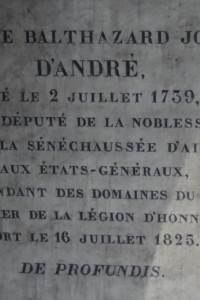 E BALTHAZARD JO
D'ANDRÉ,
É LE 2 JUILLET 1759,
DÉPUTÉ DE LA NOBLESS
LA SÉNÉCHAUSSÉE D'AI
AUX ÉTATS-GÉNÉRAUX,
NDANT DES DOMAINES DU
ER DE LA LÉGION D'HONN
ORT LE 16 JUILLET 1825.
DE PROFUNDIS.